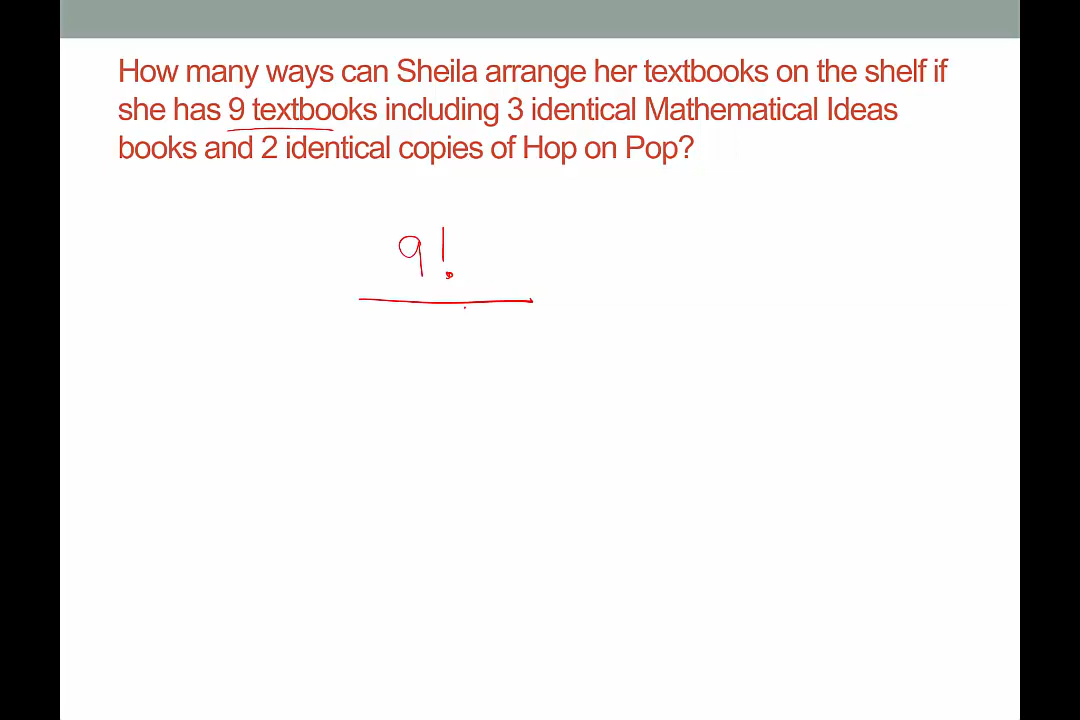 How many ways can Sheila arrange her textbooks on the shelf if
she has 9 textbooks including 3 identical Mathematical Ideas
books and 2 identical copies of Hop on Pop?
9!